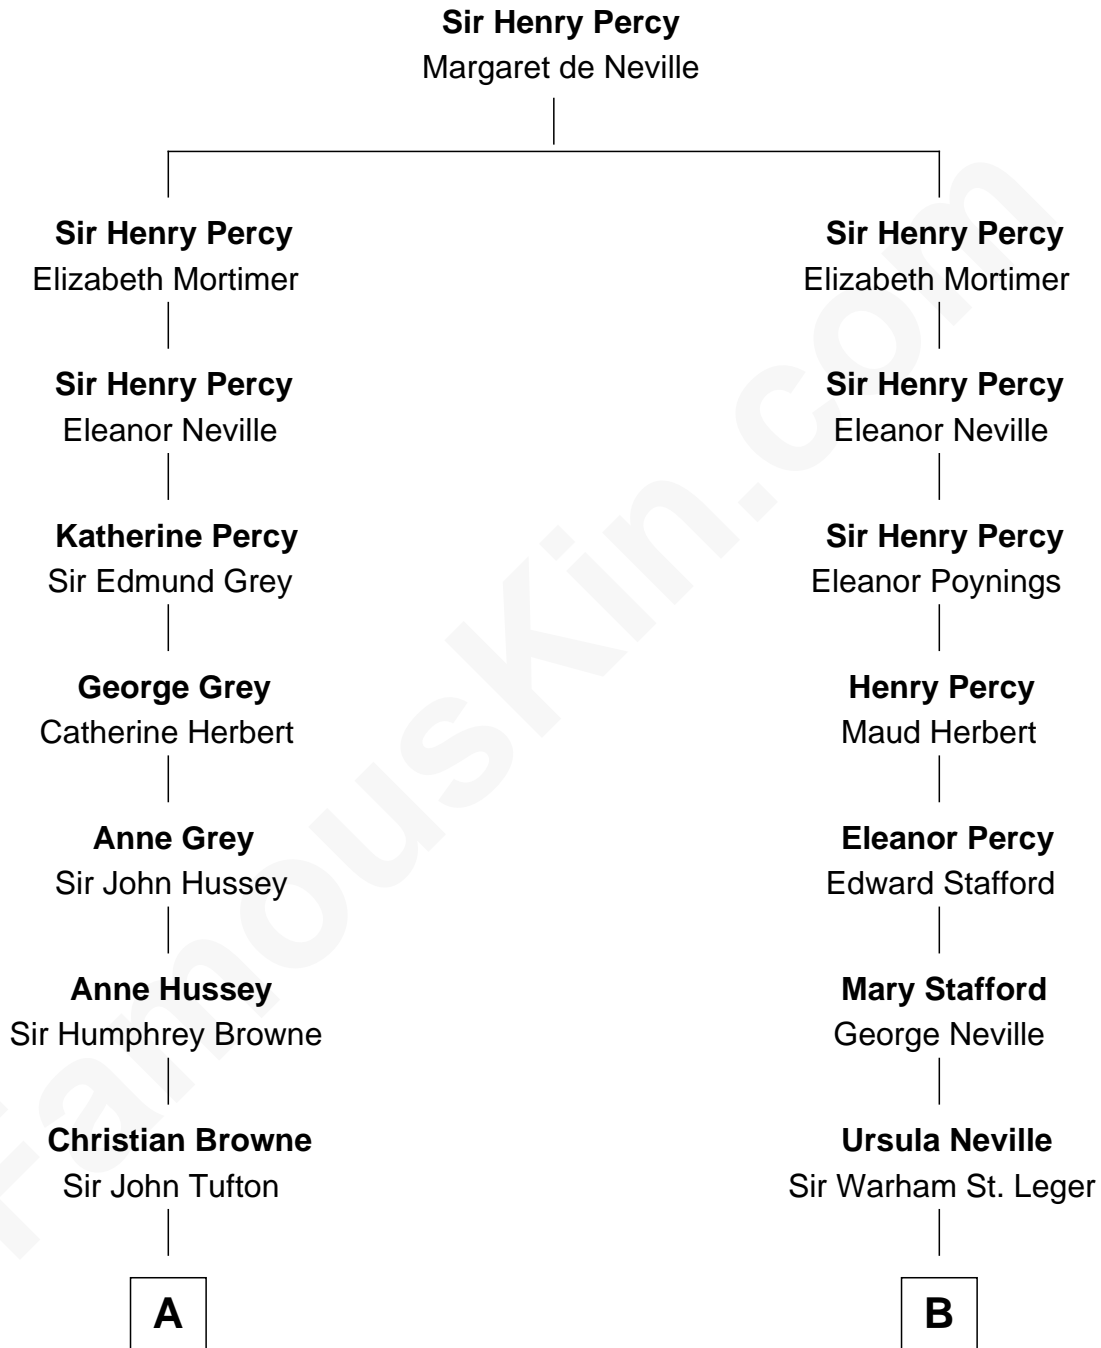 Sir Henry Percy
Margaret de Neville
Sir Henry Percy
Elizabeth Mortimer
Sir Henry Percy
Eleanor Neville
Katherine Percy
Sir Edmund Grey
George Grey
Catherine Herbert
Anne Grey
Sir John Hussey
Anne Hussey
Sir Humphrey Browne
Christian Browne
Sir John Tufton
A
Sir Henry Percy
Elizabeth Mortimer
Sir Henry Percy
Eleanor Neville
Sir Henry Percy
Eleanor Poynings
Henry Percy
Maud Herbert
Eleanor Percy
Edward Stafford
Mary Stafford
George Neville
Ursula Neville
Sir Warham St. Leger
B
FamousKin.com